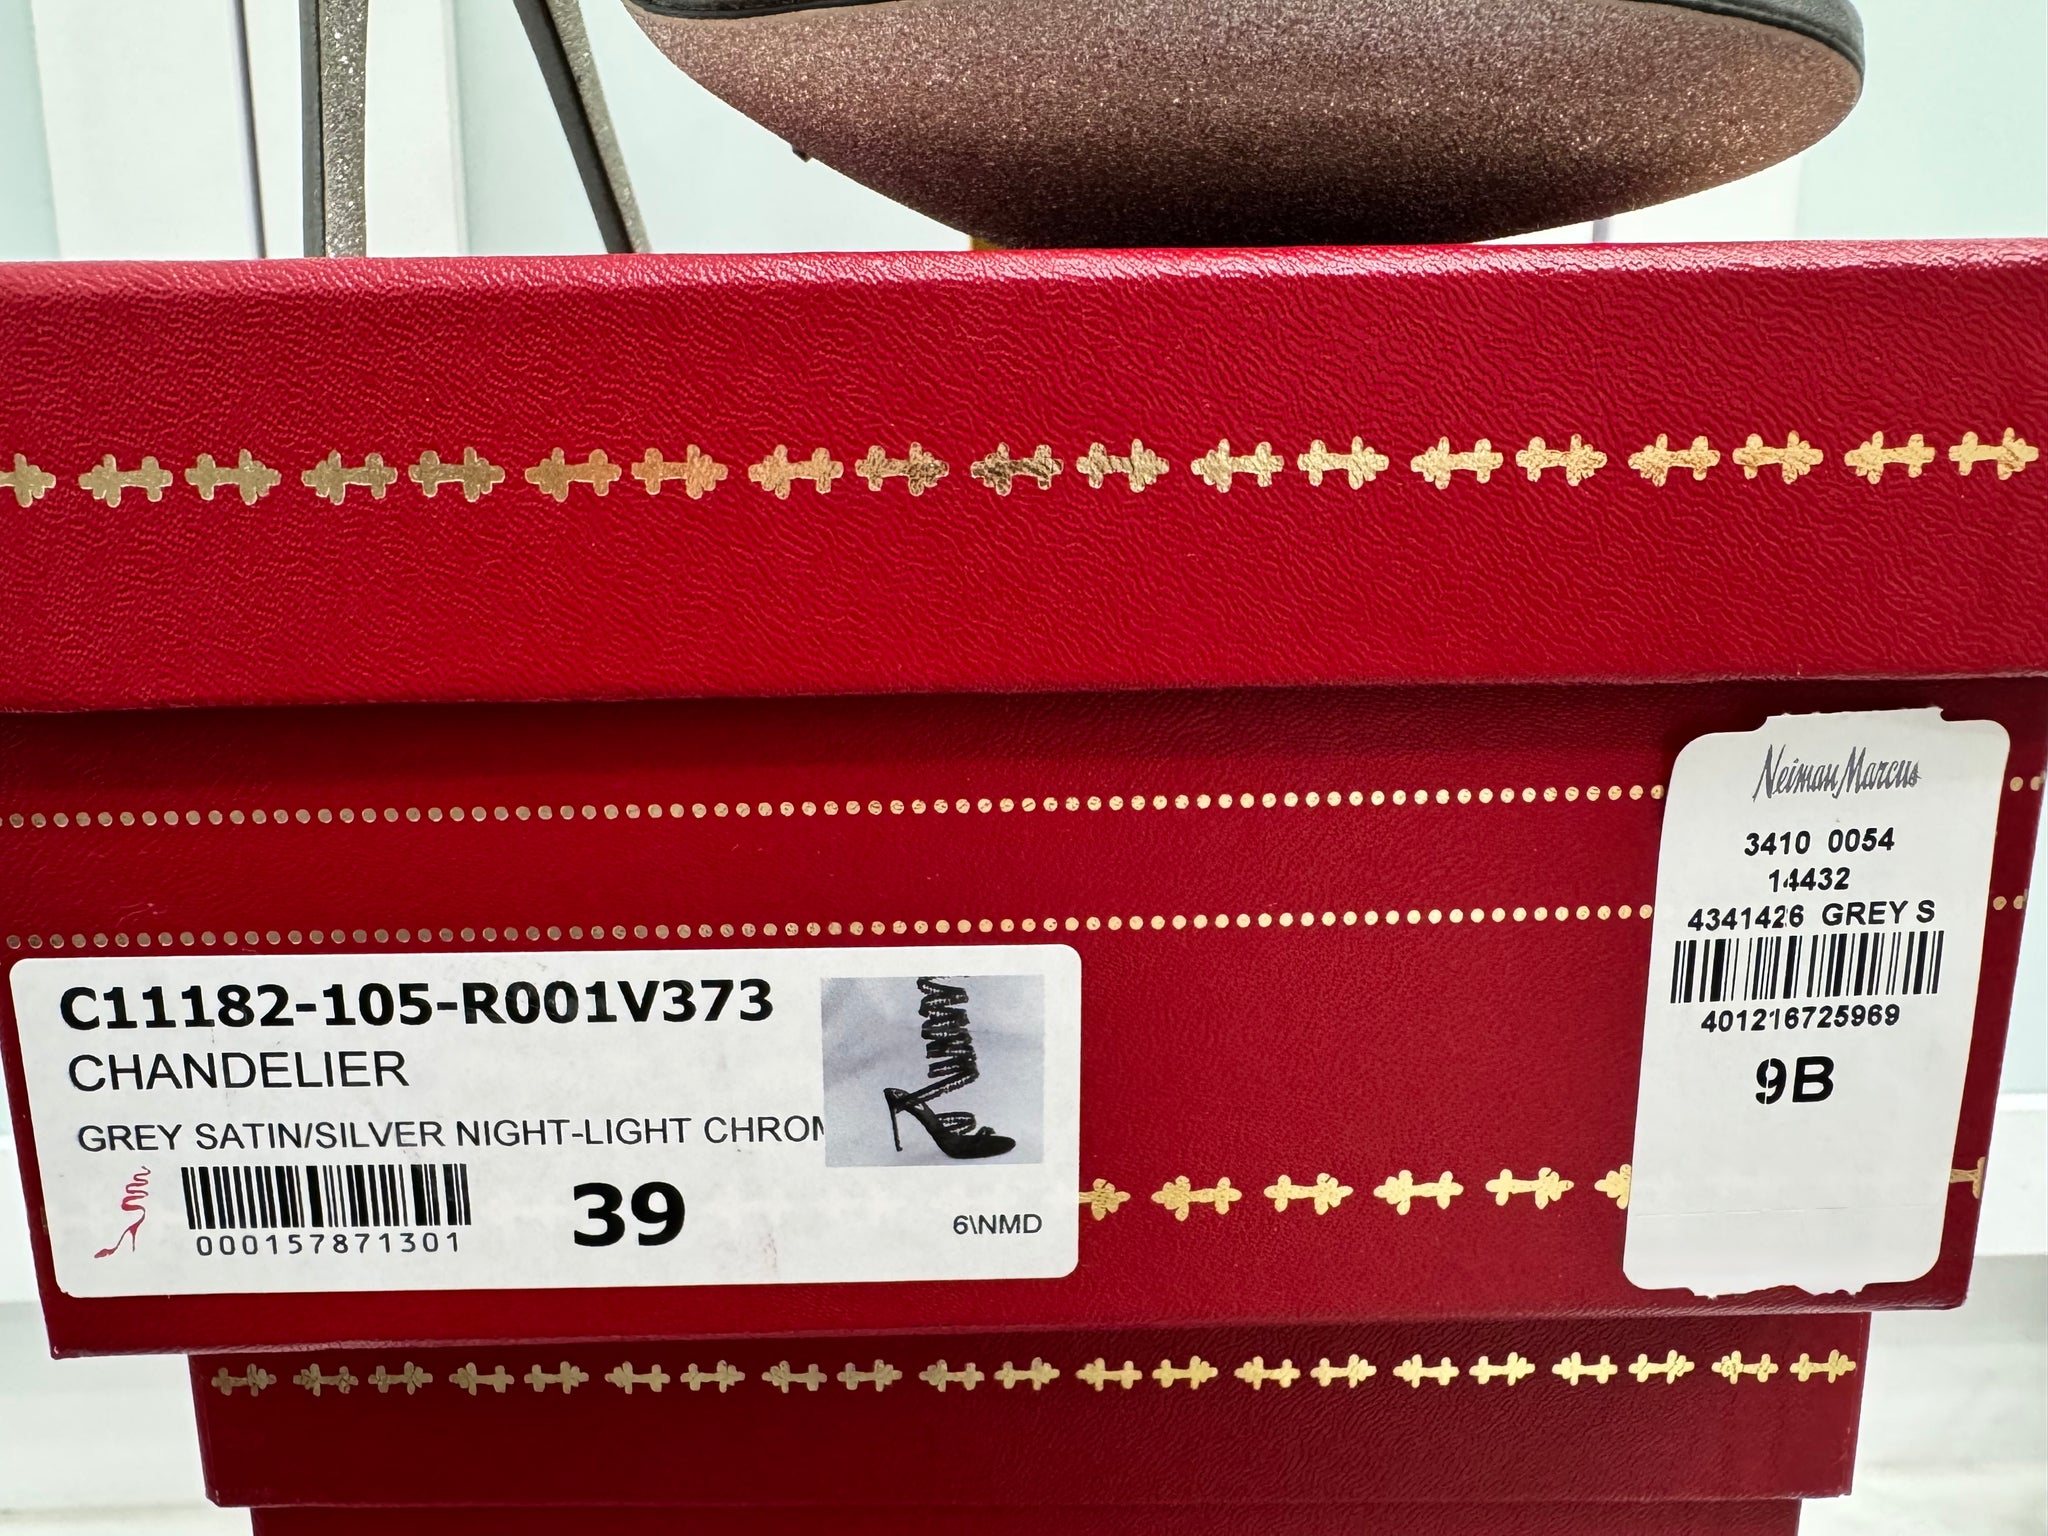 Neiman Marcus
3410 0054
14432
4341426 GREY S
401216725969
9B
C11182-105-R001V373
CHANDELIER
GREY SATIN/SILVER NIGHT-LIGHT CHROM
000157871301
39
6\NMD